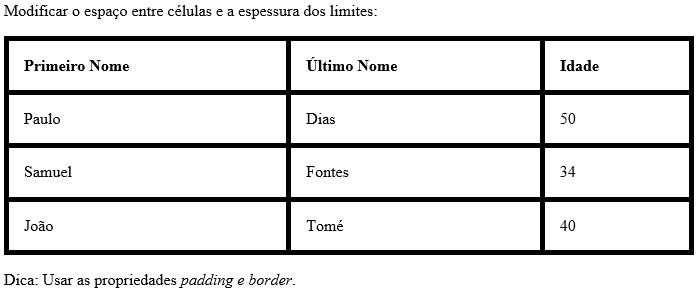 Modificar o espaço entre células e a espessura dos limites:
Primeiro Nome Último Nome Idade
Paulo Dias 50
Samuel Fontes 34
João Tomé 40
Dica: Usar as propriedades padding e border.